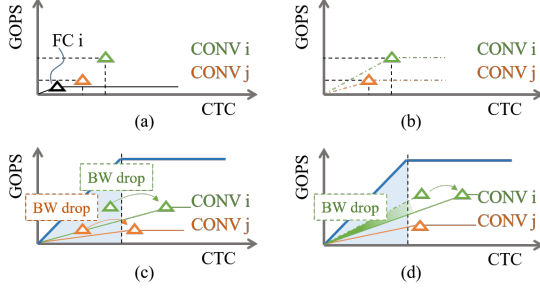 GOPS
FC i
CONV i
CONV j
CTC
(a)
GOPS
CONV i
CONV j
CTC
(b)
GOPS
BW drop
BW drop
CONV i
CONV j
CTC
(c)
GOPS
BW drop
CONV i
CONV j
CTC
(d)